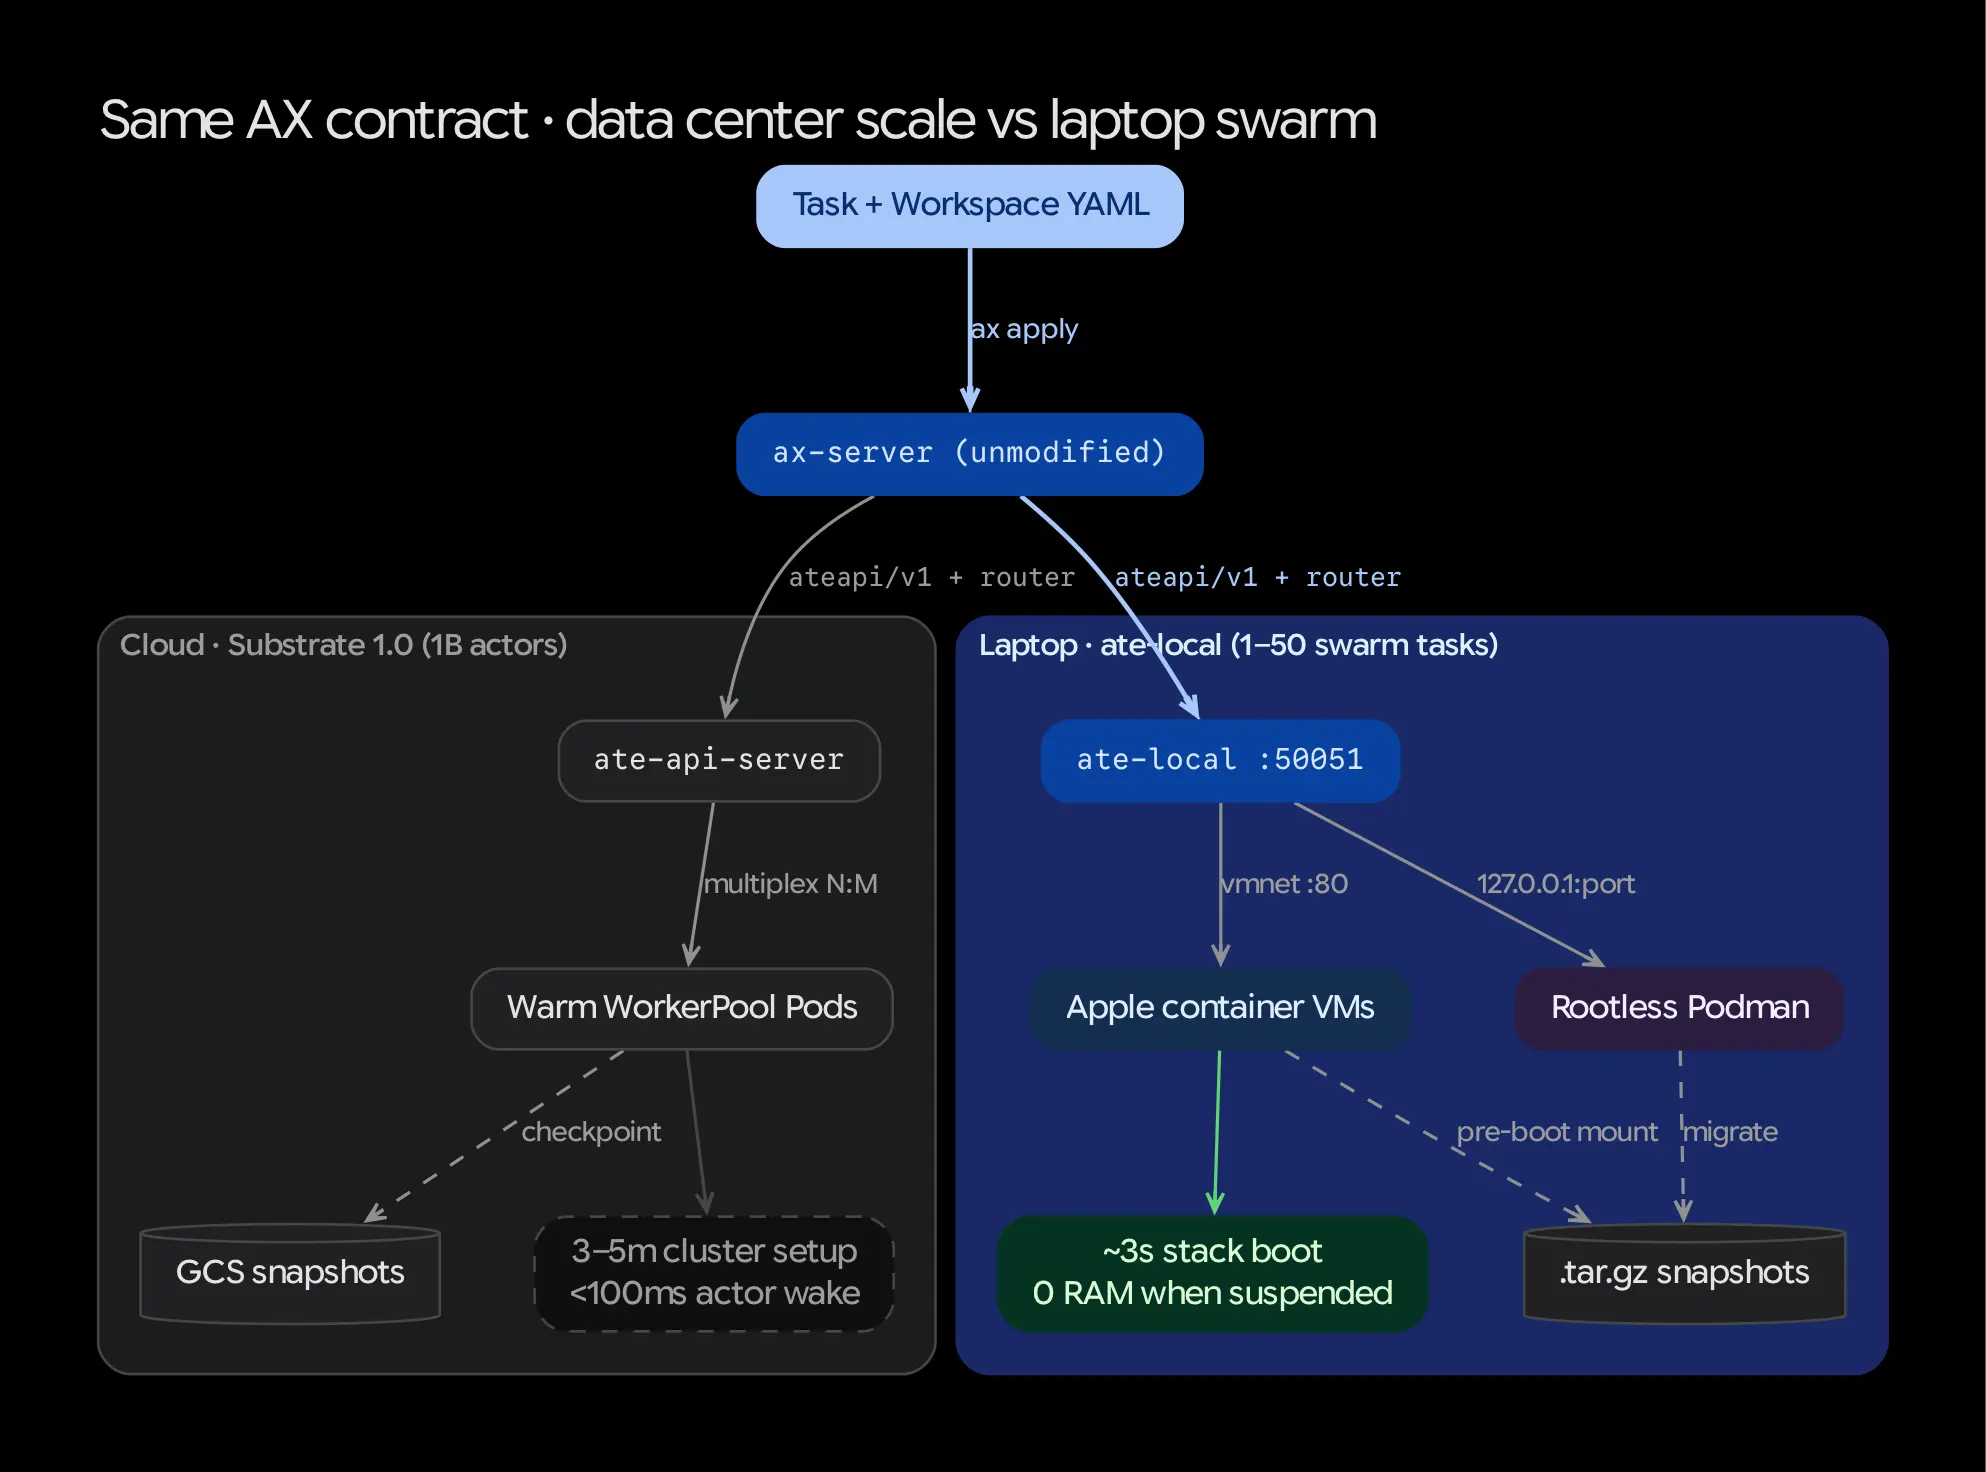 Same AX contract · data center scale vs laptop swarm
Task + Workspace YAML
ax apply
ax-server (unmodified)
ateapi/v1 + router
ateapi/v1 + router
Cloud · Substrate 1.0 (1B actors)
Laptop · ate-local (1–50 swarm tasks)
ate-api-server
ate-local :50051
multiplex N:M
vmnet :80
127.0.0.1:port
Warm WorkerPool Pods
Apple container VMs
Rootless Podman
checkpoint
pre-boot mount
migrate
GCS snapshots
3–5m cluster setup
<100ms actor wake
~3s stack boot
0 RAM when suspended
.tar.gz snapshots